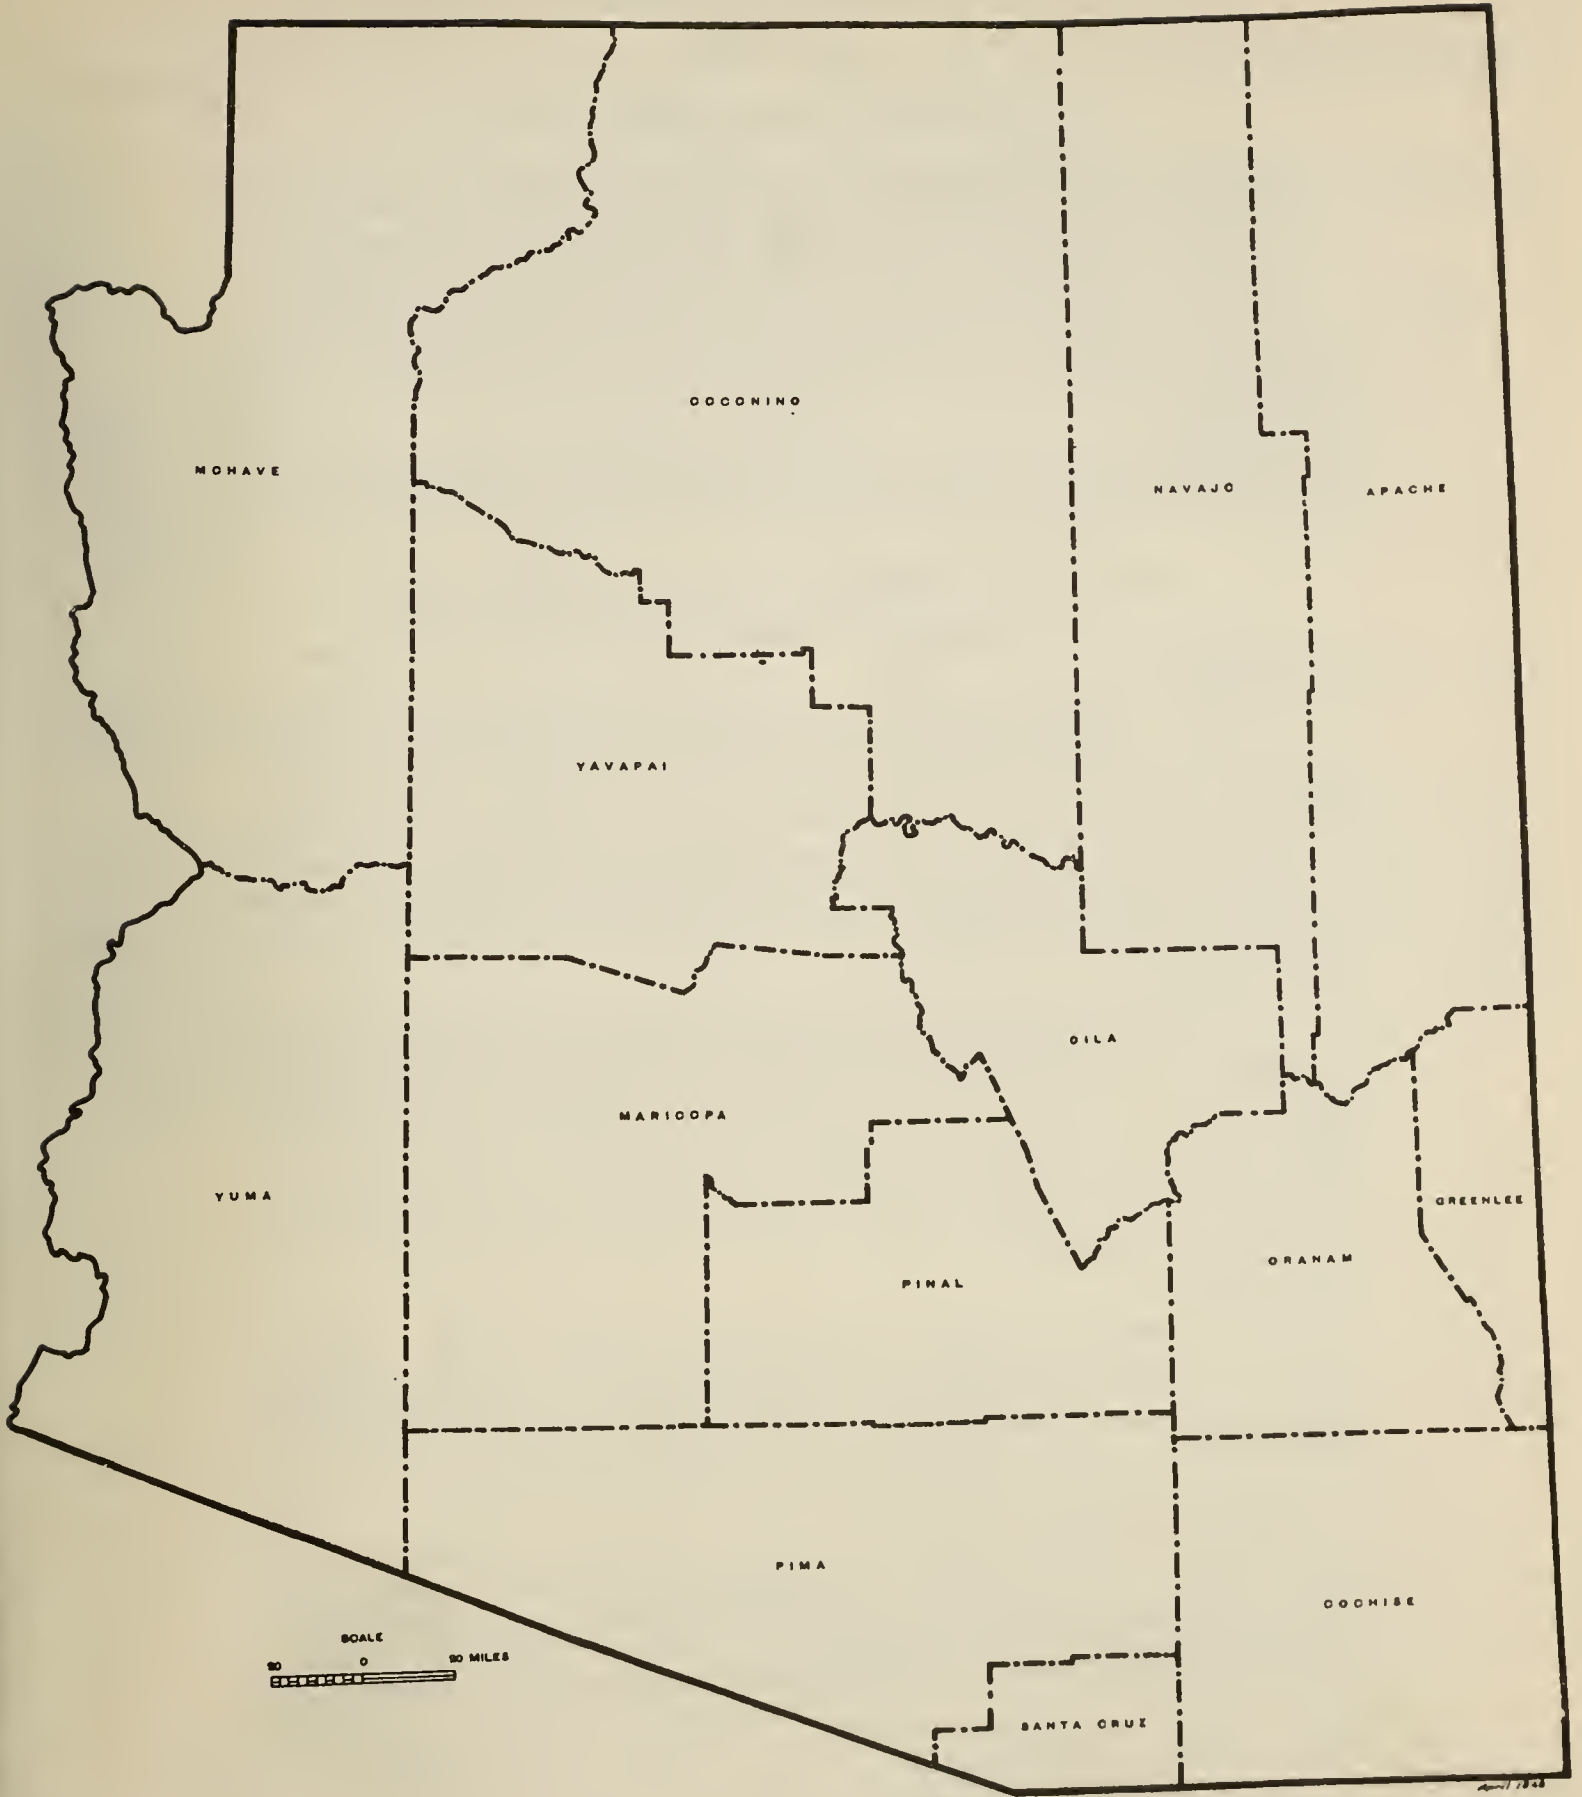 COCONINO
MOHAVE
NAVAJO
APACHE
YAVAPAI
GILA
MARICOPA
YUMA
GREENLEE
GRAHAM
PINAL
PIMA
COCHISE
SCALE
20 0 20 MILES
SANTA CRUZ
April